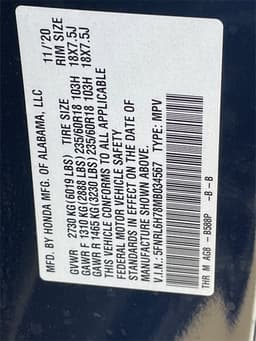 MFD. BY HONDA MFG. OF ALABAMA, LLC 11/'20
TIRE SIZE RIM SIZE
GVWR 2730 KG (6019 LBS)
GAWR F 1310 KG (2888 LBS) 235/60R18 103H 18X7.5J
GAWR R 1465 KG (3230 LBS) 235/60R18 103H 18X7.5J
THIS VEHICLE CONFORMS TO ALL APPLICABLE
FEDERAL MOTOR VEHICLE SAFETY
STANDARDS IN EFFECT ON THE DATE OF
MANUFACTURE SHOWN ABOVE.
V.I.N.: 5FNRL6H78MB034567 TYPE: MPV
THR M A6G - B588P -B-B